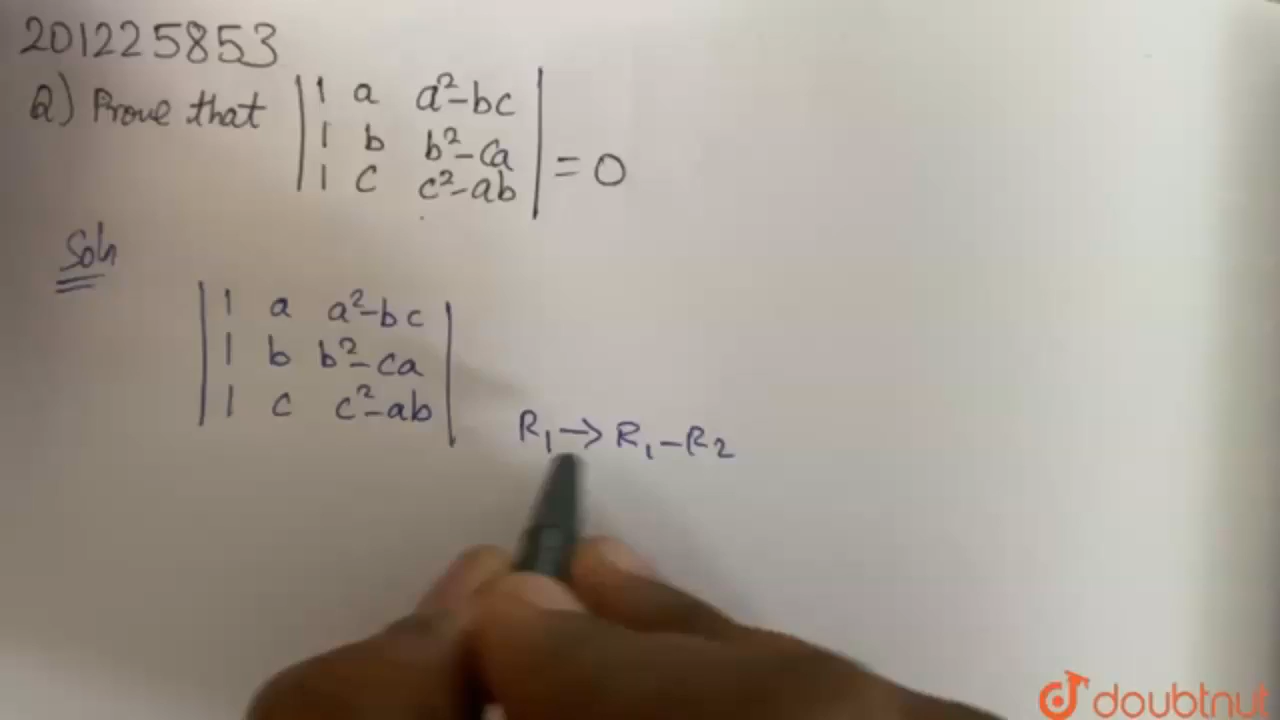 201225853
Q) Prove that | 1 a a²-bc |
| 1 b b²-ca | = 0
| 1 c c²-ab |
Soln
| 1 a a²-bc |
| 1 b b²-ca |
| 1 c c²-ab |
R₁ → R₁-R₂
doubtnut